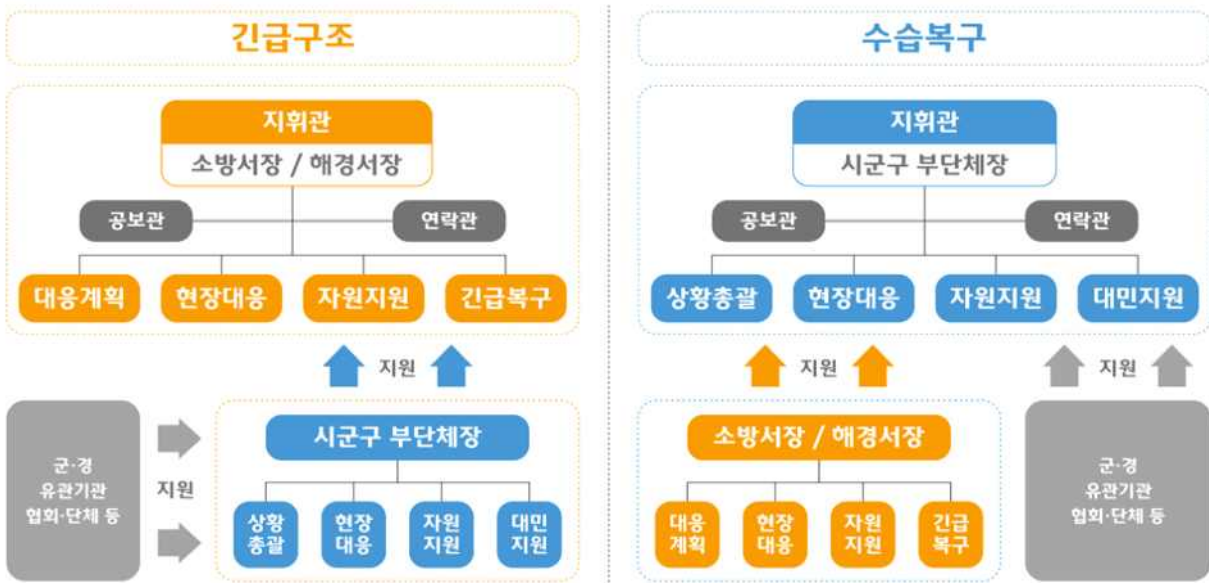 긴급구조
지휘관
소방서장 / 해경서장
공보관
연락관
대응계획
현장대응
자원지원
긴급복구
지원
군·경
유관기관
협회·단체 등
지원
시군구 부단체장
상황
총괄
현장
대응
자원
지원
대민
지원
수습복구
지휘관
시군구 부단체장
공보관
연락관
상황총괄
현장대응
자원지원
대민지원
지원
지원
소방서장 / 해경서장
대응
계획
현장
대응
자원
지원
긴급
복구
군·경
유관기관
협회·단체 등